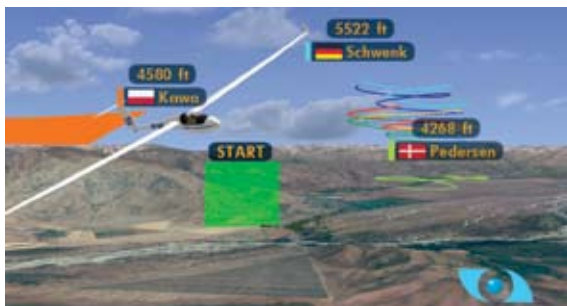 5522 ft
Schwenk
4580 ft
Kawa
4268 ft
START
Pedersen